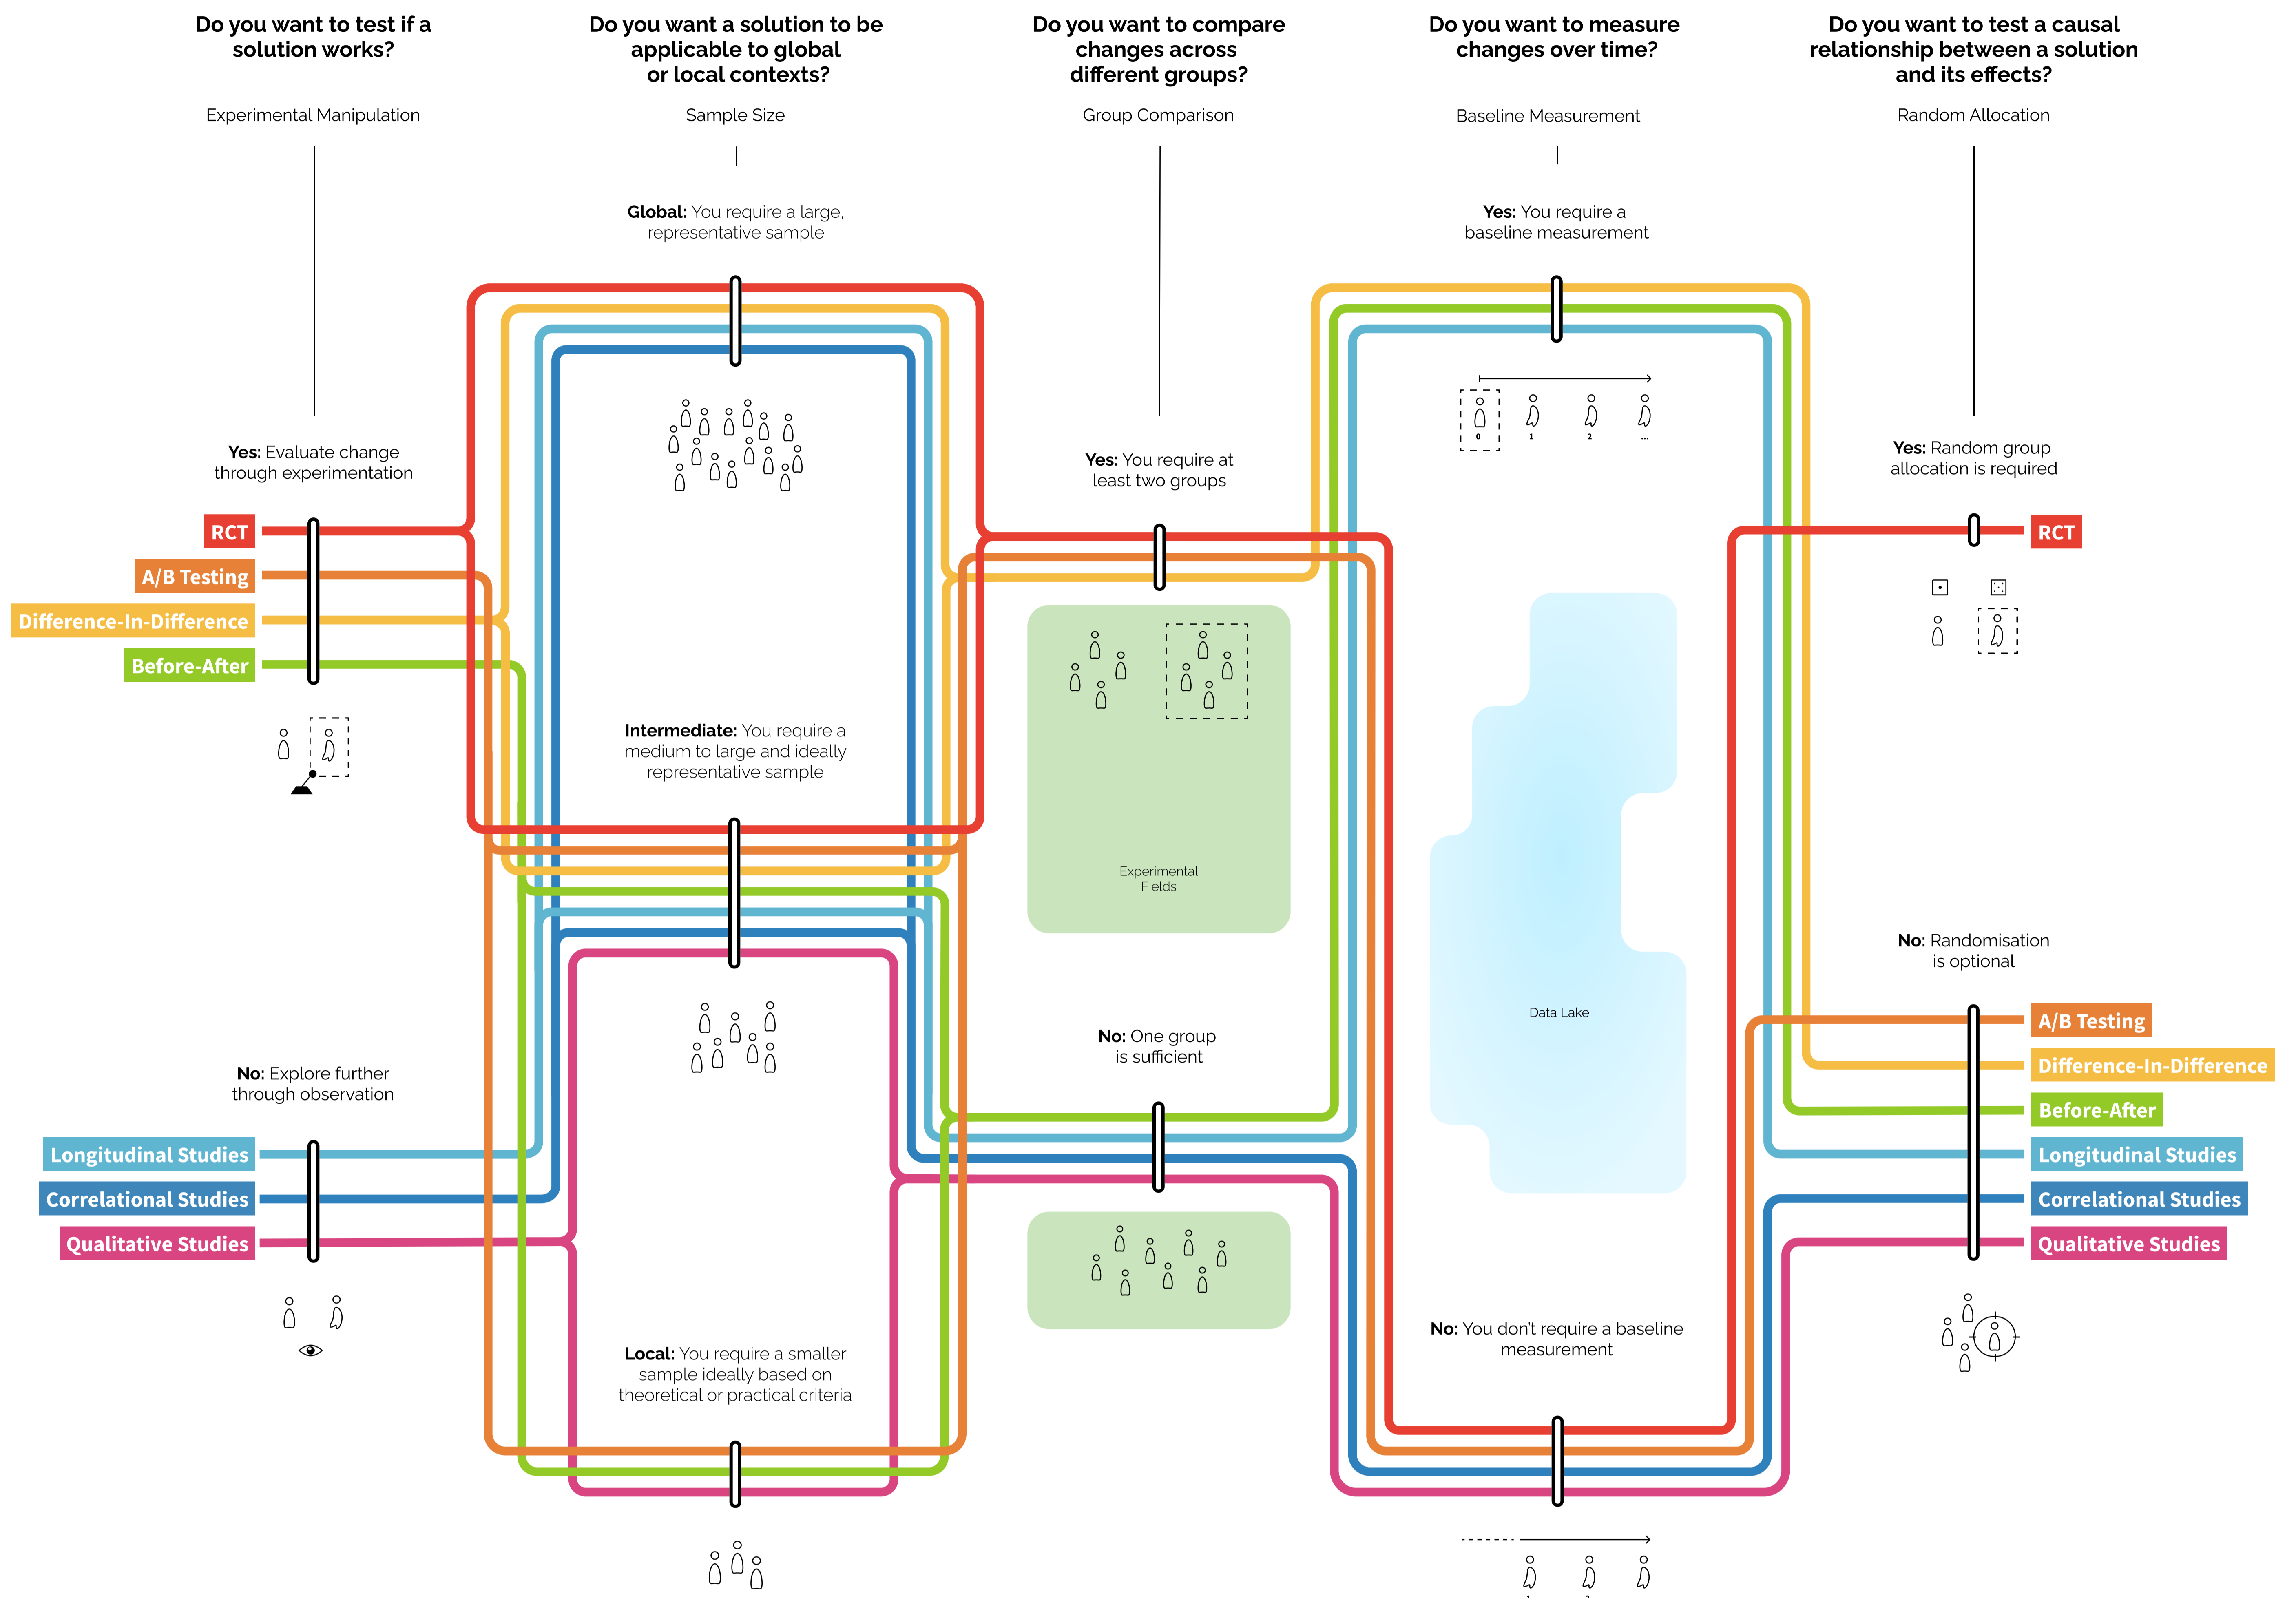 Do you want to test if a
solution works?
Experimental Manipulation
Do you want a solution to be
applicable to global
or local contexts?
Sample Size
Do you want to compare
changes across
different groups?
Group Comparison
Do you want to measure
changes over time?
Baseline Measurement
Do you want to test a causal
relationship between a solution
and its effects?
Random Allocation
Yes: Evaluate change
through experimentation
RCT
A/B Testing
Difference-In-Difference
Before-After
No: Explore further
through observation
Longitudinal Studies
Correlational Studies
Qualitative Studies
Global: You require a large,
representative sample
Intermediate: You require a
medium to large and ideally
representative sample
Local: You require a smaller
sample ideally based on
theoretical or practical criteria
Yes: You require at
least two groups
Experimental
Fields
No: One group
is sufficient
Yes: You require a
baseline measurement
0 1 2 ...
Data Lake
No: You don't require a baseline
measurement
Yes: Random group
allocation is required
RCT
No: Randomisation
is optional
A/B Testing
Difference-In-Difference
Before-After
Longitudinal Studies
Correlational Studies
Qualitative Studies